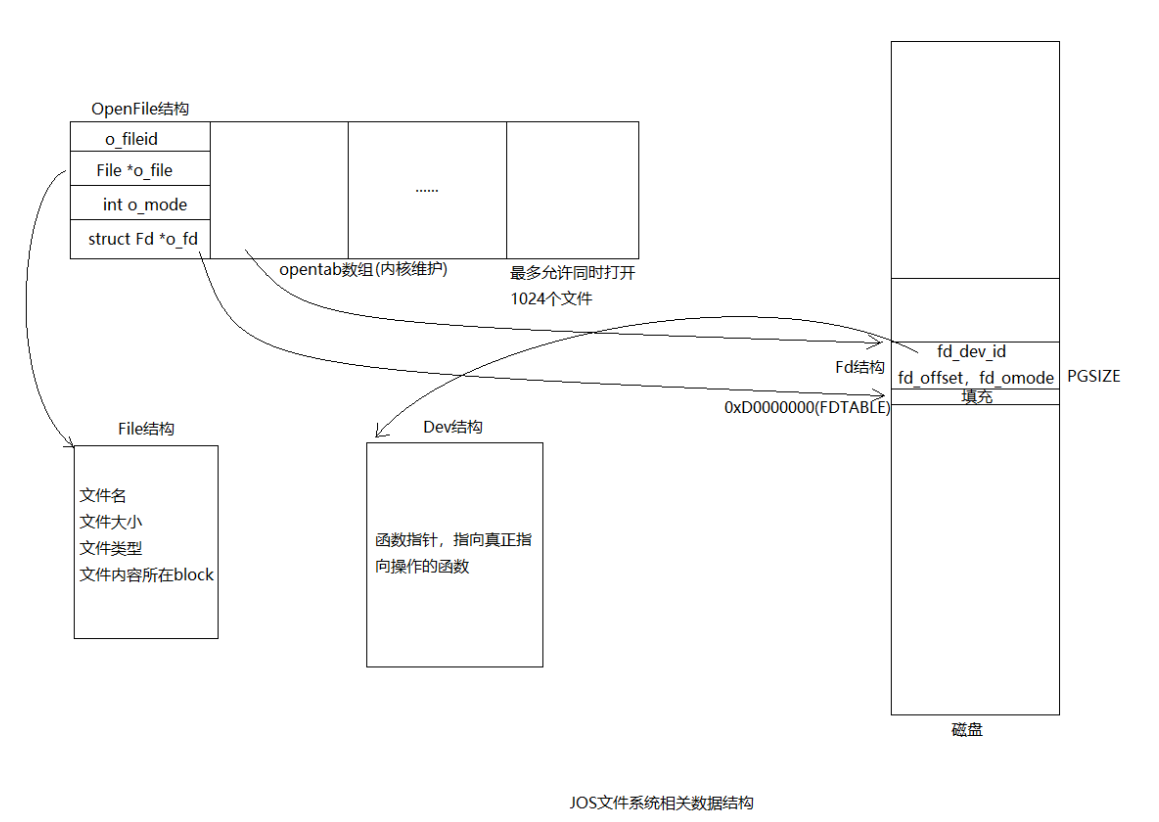 OpenFile结构
o_fileid
File *o_file
int o_mode
struct Fd *o_fd
......
opentab数组(内核维护)
最多允许同时打开
1024个文件
fd_dev_id
Fd结构
fd_offset，fd_omode
PGSIZE
填充
0xD0000000(FDTABLE)
File结构
文件名
文件大小
文件类型
文件内容所在block
Dev结构
函数指针，指向真正指
向操作的函数
磁盘
JOS文件系统相关数据结构